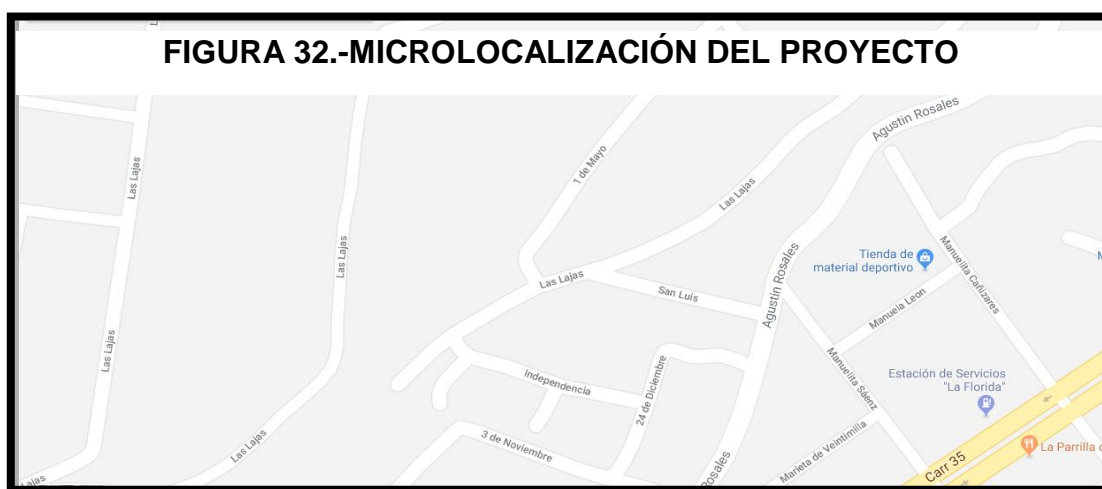 FIGURA 32.-MICROLOCALIZACIÓN DEL PROYECTO
Agustín Rosales
1 de Mayo
Las Lajas
Las Lajas
Las Lajas
Las Lajas
Tienda de
material deportivo
Manuelita Cañizares
Agustín Rosales
Las Lajas
San Luis
Manuela Leon
Las Lajas
Independencia
24 de Diciembre
Manuelita Sáenz
Estación de Servicios
"La Florida"
3 de Noviembre
Marieta de Veintimilla
La Parrilla
Carr 35
Las Lajas
Rosales